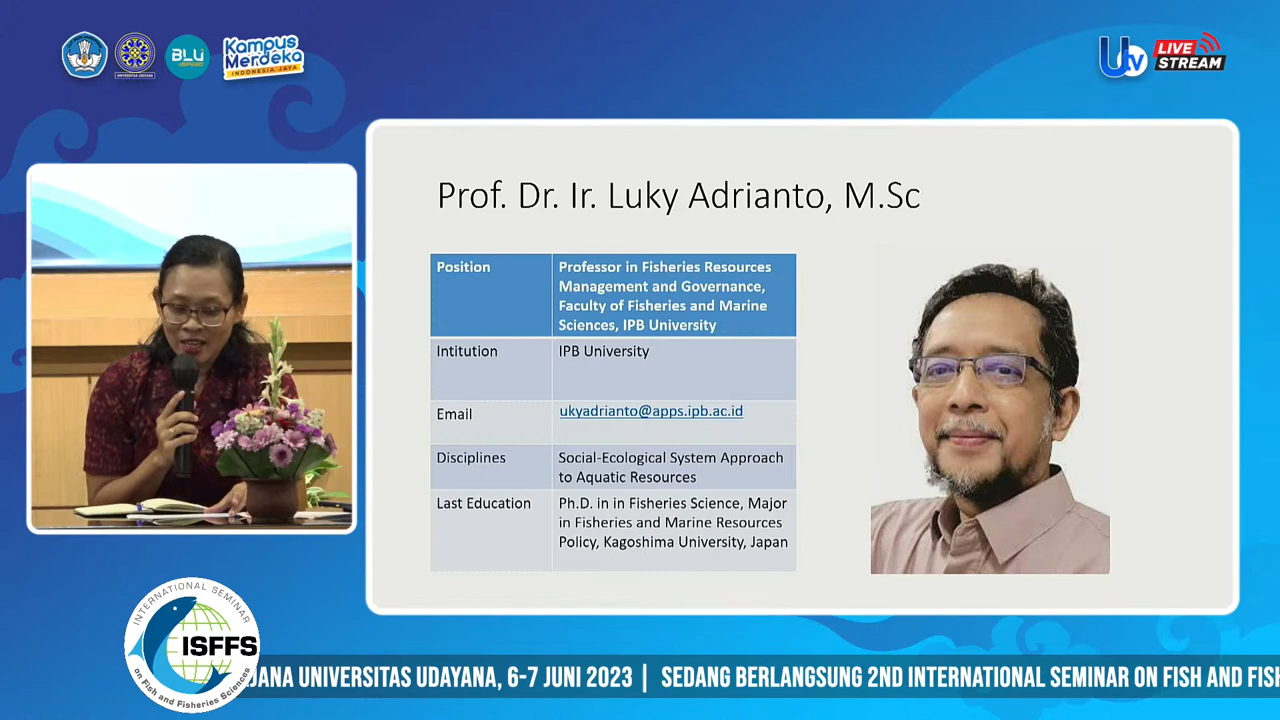 UNIVERSITAS UDAYANA
BLU
Kampus
Merdeka
INDONESIA JAYA
U tv
LIVE
STREAM
Prof. Dr. Ir. Luky Adrianto, M.Sc
Position
Professor in Fisheries Resources
Management and Governance,
Faculty of Fisheries and Marine
Sciences, IPB University
Intitution
IPB University
Email
ukyadrianto@apps.ipb.ac.id
Disciplines
Social-Ecological System Approach
to Aquatic Resources
Last Education
Ph.D. in in Fisheries Science, Major
in Fisheries and Marine Resources
Policy, Kagoshima University, Japan
INTERNATIONAL SEMINAR
ISFFS
on Fish and Fisheries Sciences
JANA UNIVERSITAS UDAYANA, 6-7 JUNI 2023 | SEDANG BERLANGSUNG 2ND INTERNATIONAL SEMINAR ON FISH AND FISH